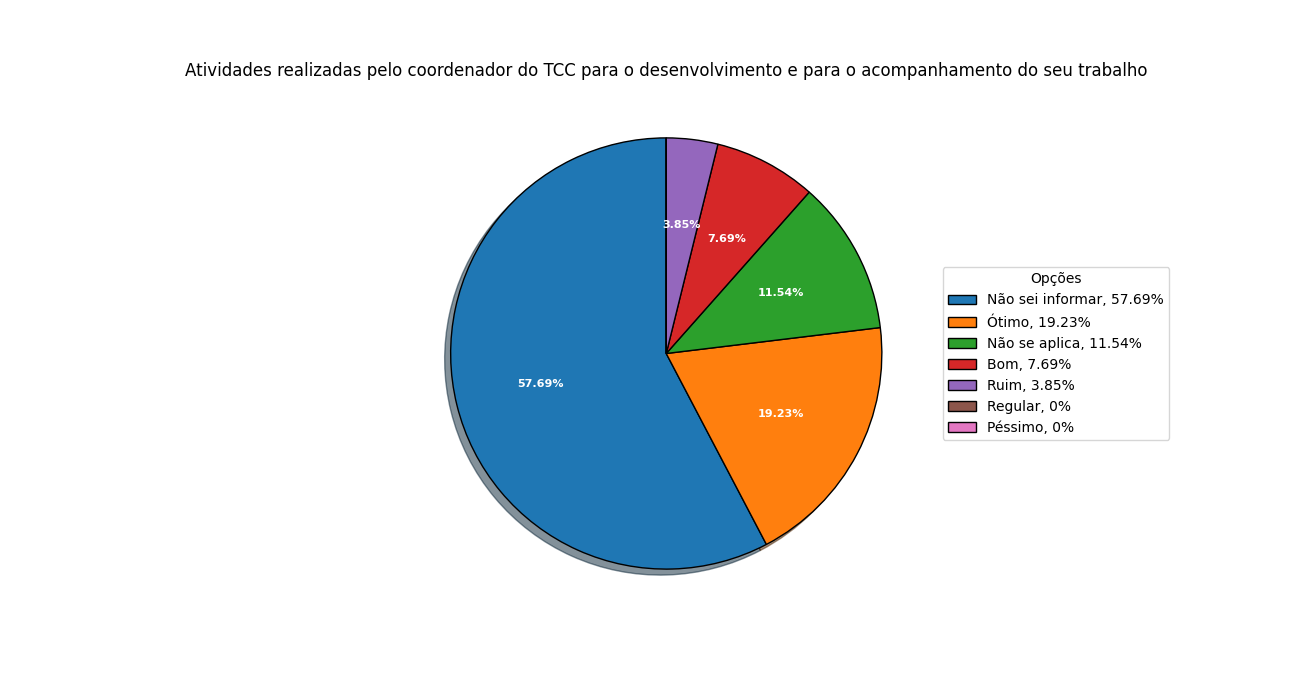 Atividades realizadas pelo coordenador do TCC para o desenvolvimento e para o acompanhamento do seu trabalho
3.85%
7.69%
11.54%
57.69%
19.23%
Opções
Não sei informar, 57.69%
Ótimo, 19.23%
Não se aplica, 11.54%
Bom, 7.69%
Ruim, 3.85%
Regular, 0%
Péssimo, 0%